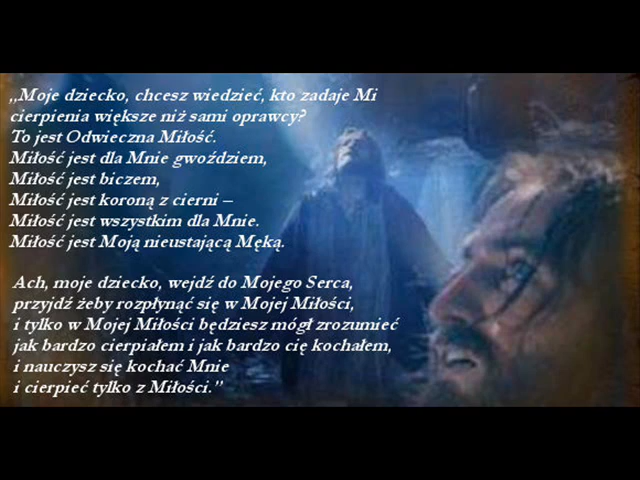 „Moje dziecko, chcesz wiedzieć, kto zadaje Mi
cierpienia większe niż sami oprawcy?
To jest Odwieczna Miłość.
Miłość jest dla Mnie gwoździem,
Miłość jest biczem,
Miłość jest koroną z cierni –
Miłość jest wszystkim dla Mnie.
Miłość jest Moją nieustającą Męką.
Ach, moje dziecko, wejdź do Mojego Serca,
przyjdź żeby rozpłynąć się w Mojej Miłości,
i tylko w Mojej Miłości będziesz mógł zrozumieć
jak bardzo cierpiałem i jak bardzo cię kochałem,
i nauczysz się kochać Mnie
i cierpieć tylko z Miłości.”